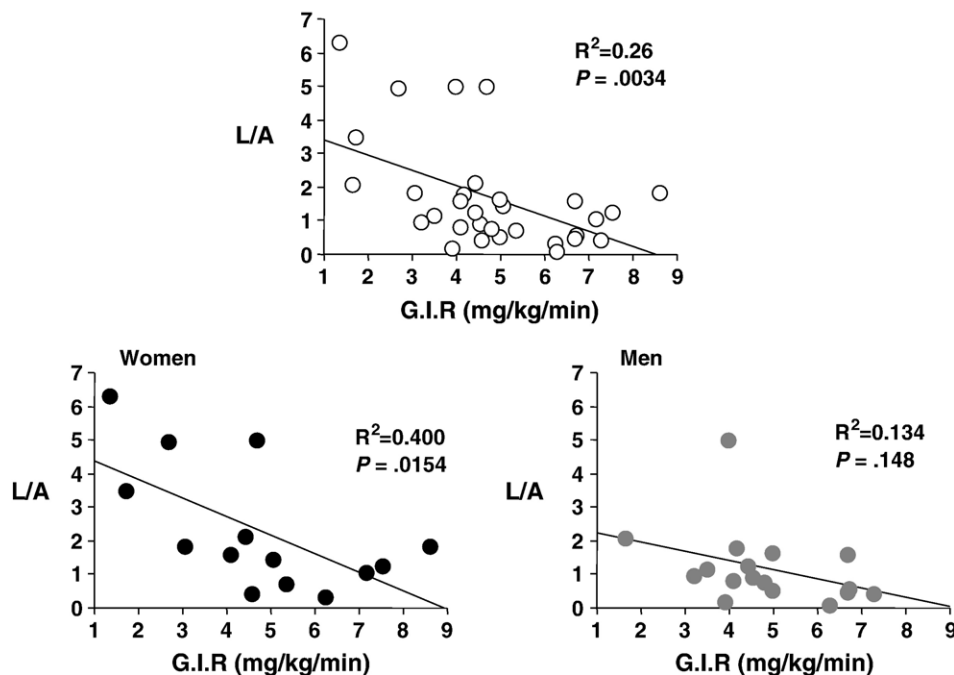 7
6
5
4
3
2
1
0
L/A
R²=0.26
P = .0034
1 2 3 4 5 6 7 8 9
G.I.R (mg/kg/min)
Women
7
6
5
4
3
2
1
0
L/A
R²=0.400
P = .0154
1 2 3 4 5 6 7 8 9
G.I.R (mg/kg/min)
Men
7
6
5
4
3
2
1
0
L/A
R²=0.134
P = .148
1 2 3 4 5 6 7 8 9
G.I.R (mg/kg/min)